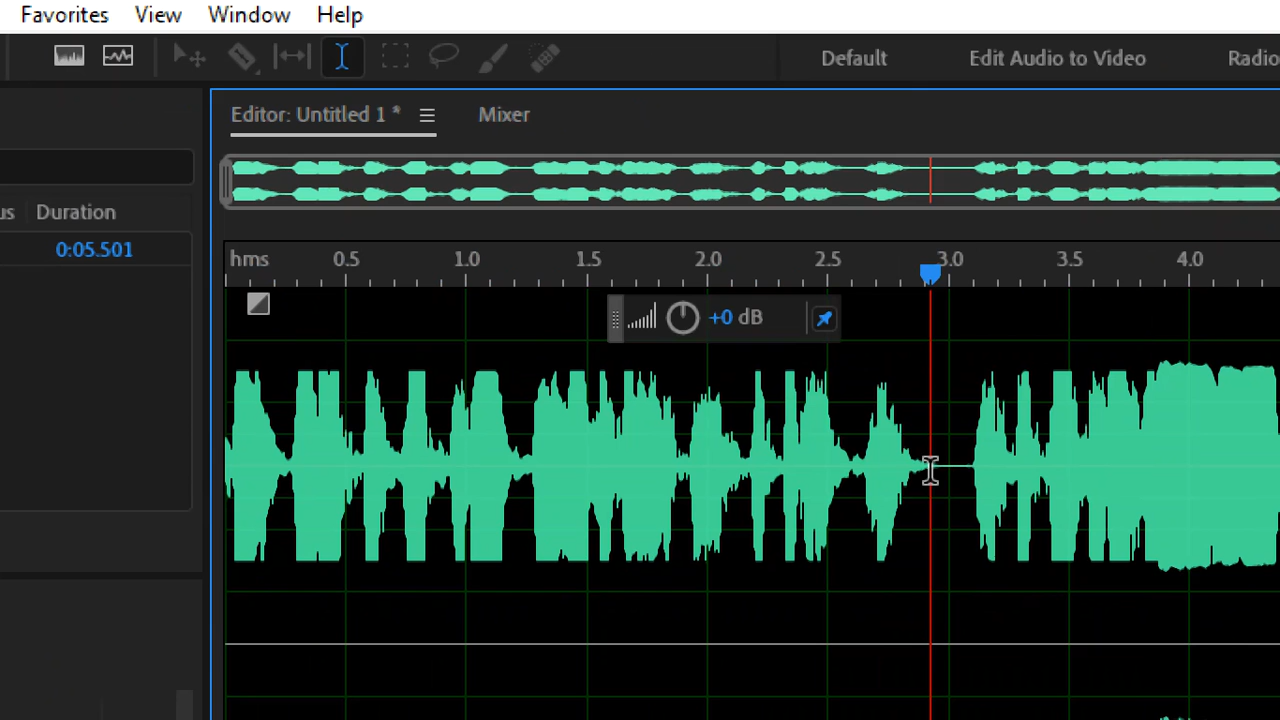 Favorites View Window Help
Default Edit Audio to Video Radio
Editor: Untitled 1 * Mixer
us Duration
0:05.501
hms 0.5 1.0 1.5 2.0 2.5 3.0 3.5 4.0
+0 dB